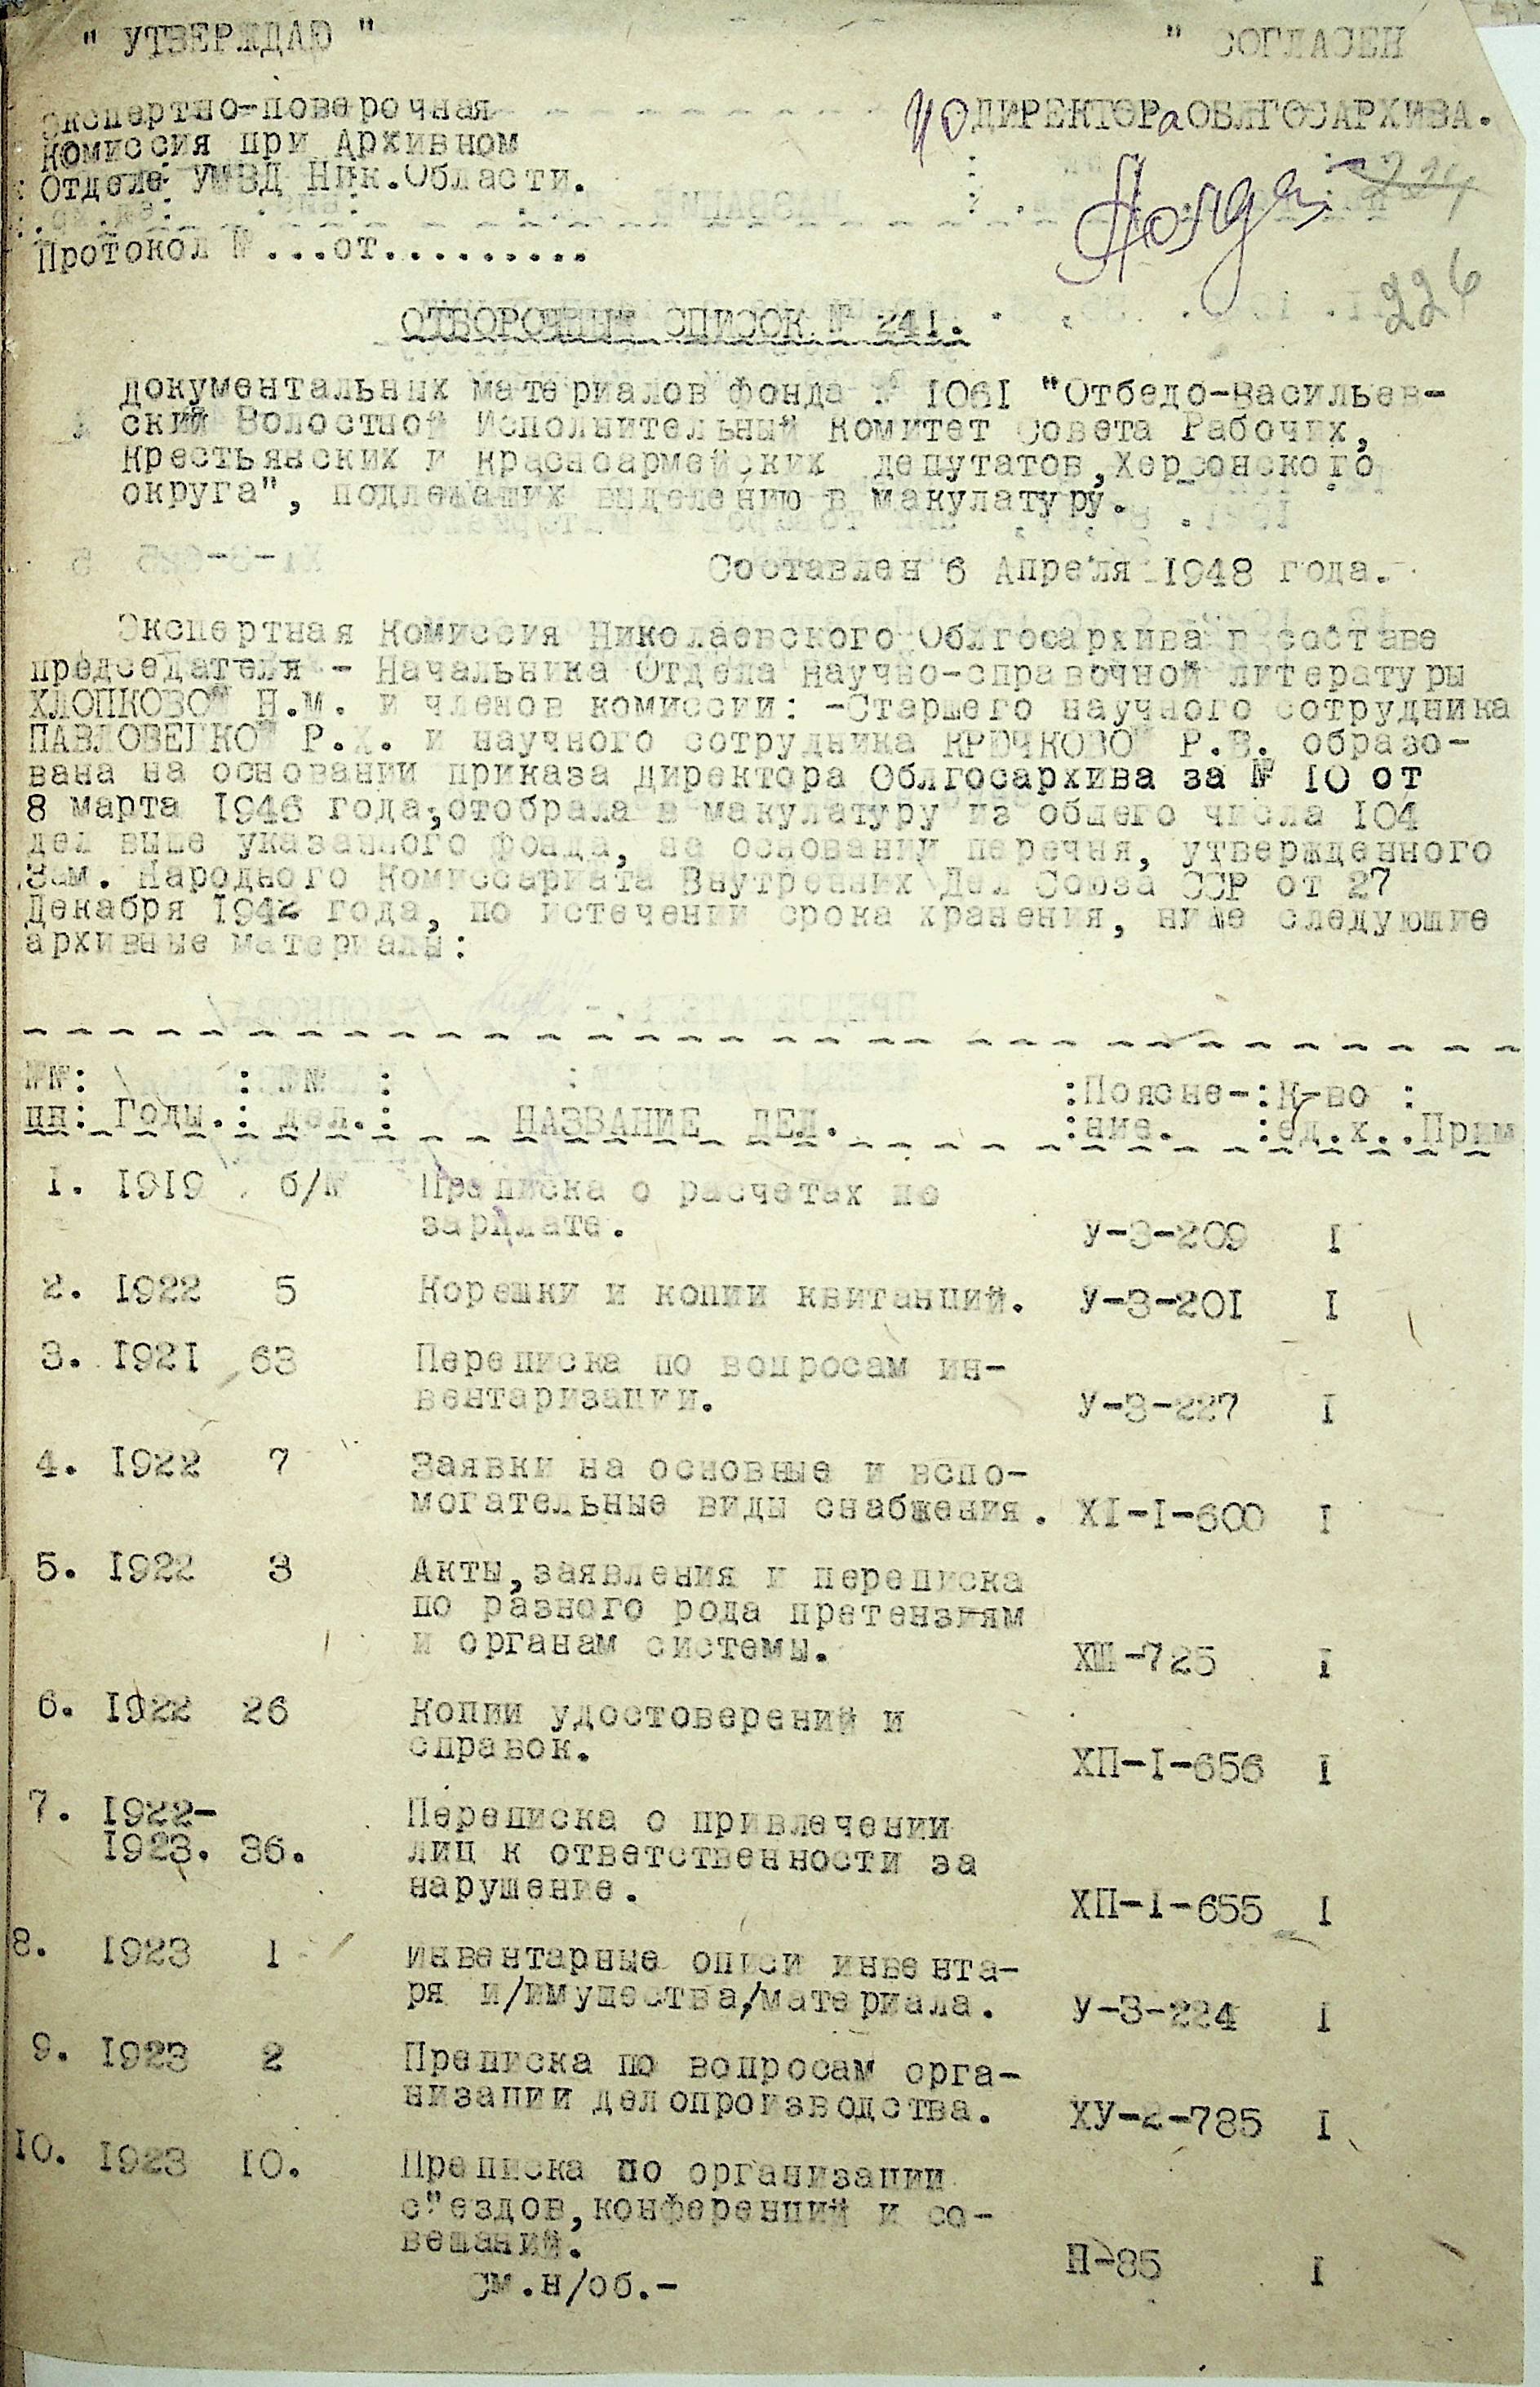 " УТВЕРЖДАЮ "
" СОГЛАСЕН
Экспертно-поверочная
Комиссия при Архивном
Отделе УМВД Ник.Области.
Протокол № ...от..........
ИО ДИРЕКТОРа ОБЛГОСАРХИВА.
224
226
ОТБОРОЧНЫЙ СПИСОК № 241.
документальных материалов фонда № 1061 "Отбедо-Васильев-
ский Волостной Исполнительный Комитет Совета Рабочих,
Крестьянских и Красноармейских депутатов,Херсонского
округа", подлежащих выделению в макулатуру.
Составлен 6 Апреля 1948 года.
Экспертная Комиссия Николаевского Облгосархива в составе
председателя - Начальника Отдела Научно-справочной литературы
ХЛОПКОВОЙ Н.М. и членов комиссии: -Старшего научного сотрудника
ПАВЛОВЕНКОЙ Р.Х. и научного сотрудника КРЮЧКОВОЙ Р.В. образо-
вана на основании приказа директора Облгосархива за № 10 от
8 марта 1946 года,отобрала в макулатуру из общего числа 104
дел выше указанного фонда, на основании перечня, утвержденного
Зам. Народного Комиссариата Внутренних Дел Союза ССР от 27
Декабря 1942 года, по истечении срока хранения, ниже следующие
архивные материалы:
№№: : №№ : :Поясне-:К-во :
пп: Годы.: дел.: НАЗВАНИЕ ДЕЛ. :ние. :ед.х..Прим
1. 1919 б/№ Преписка о расчетах по
зарплате. У-3-209 I
2. 1922 5 Корешки и копии квитанций. У-3-201 I
3. 1921 63 Переписка по вопросам ин-
вентаризации. У-3-227 I
4. 1922 7 Заявки на основные и вспо-
могательные виды снабжения. XI-I-600 I
5. 1922 3 Акты,заявления и переписка
по разного рода претензиям
и органам системы. ХШ-725 I
6. 1922 26 Копии удостоверений и
справок. ХП-I-656 I
7. 1922- Переписка о привлечении
1923. 36. лиц к ответственности за
нарушение. ХП-I-655 I
8. 1923 1 инвентарные описи инвента-
ря и/имущества,/материала. У-3-224 I
9. 1923 2 Преписка по вопросам орга-
низации делопроизводства. ХУ-2-785 I
10. 1923 10. Преписка по организации
с"ездов,конференций и со-
вещаний. П-85 I
См.н/об.-